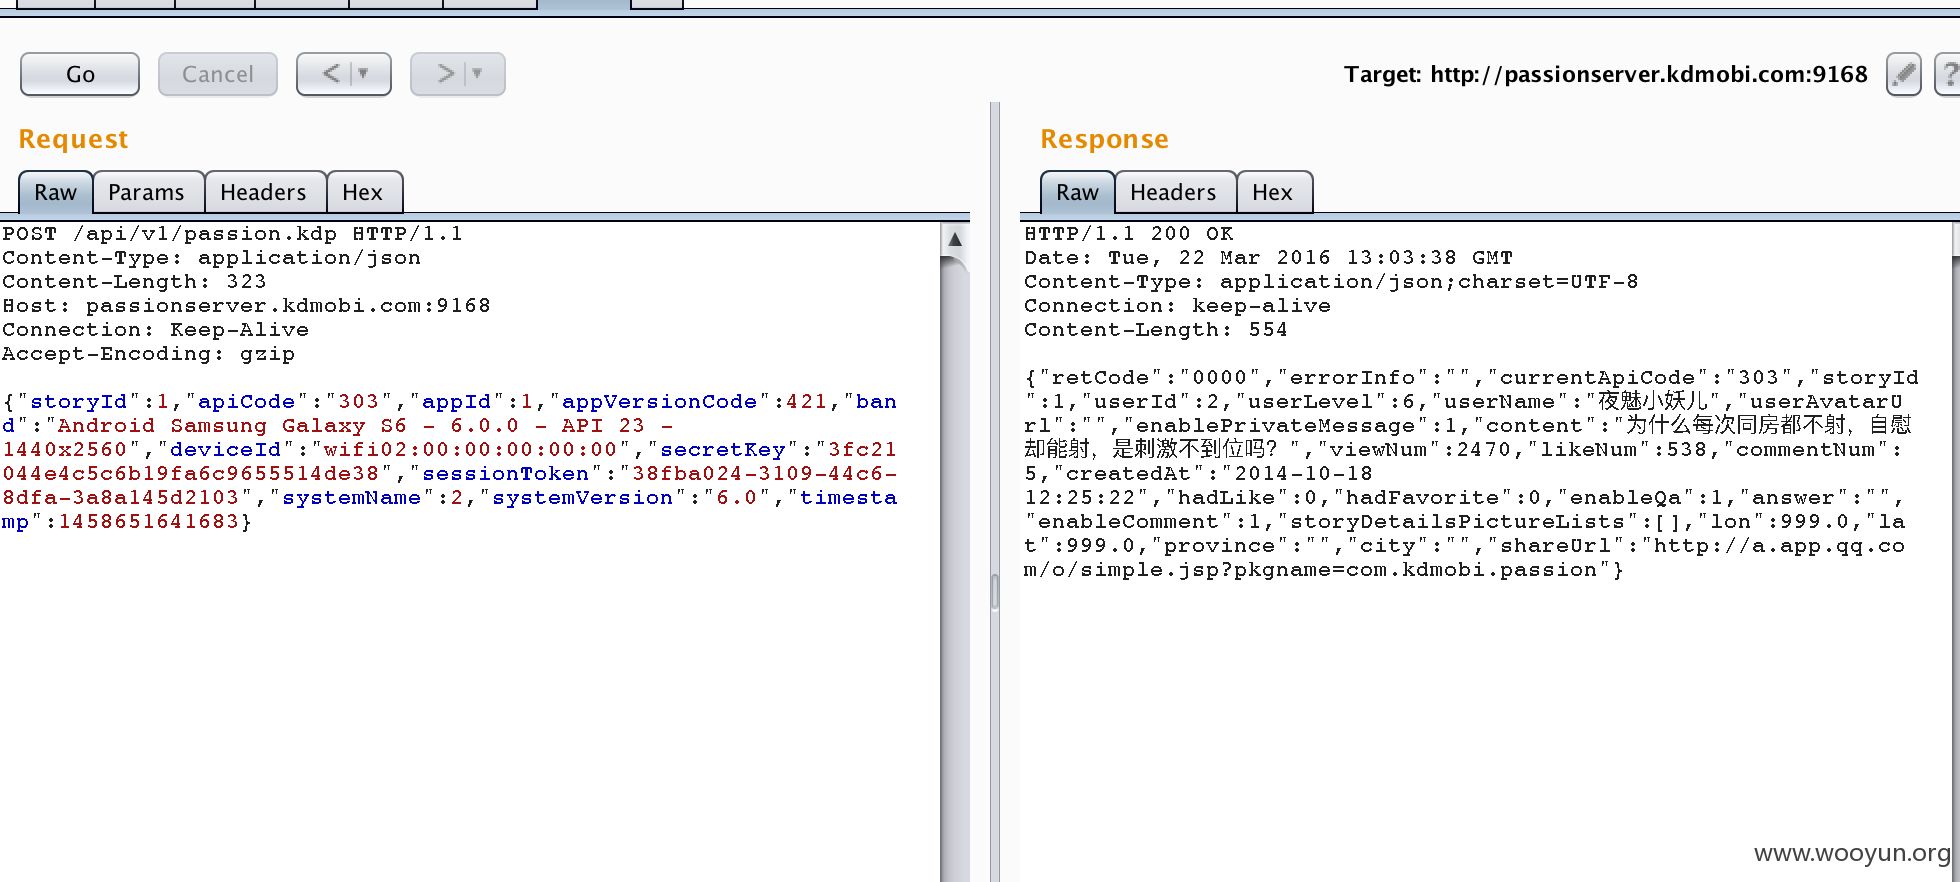 Go
Cancel
<
>
Target: http://passionserver.kdmobi.com:9168
?
Request
Response
Raw
Params
Headers
Hex
Raw
Headers
Hex
POST /api/v1/passion.kdp HTTP/1.1
Content-Type: application/json
Content-Length: 323
Host: passionserver.kdmobi.com:9168
Connection: Keep-Alive
Accept-Encoding: gzip
{"storyId":1,"apiCode":"303","appId":1,"appVersionCode":421,"ban
d":"Android Samsung Galaxy S6 - 6.0.0 - API 23 -
1440x2560","deviceId":"wifi02:00:00:00:00:00","secretKey":"3fc21
044e4c5c6b19fa6c9655514de38","sessionToken":"38fba024-3109-44c6-
8dfa-3a8a145d2103","systemName":2,"systemVersion":"6.0","timesta
mp":1458651641683}
HTTP/1.1 200 OK
Date: Tue, 22 Mar 2016 13:03:38 GMT
Content-Type: application/json;charset=UTF-8
Connection: keep-alive
Content-Length: 554
{"retCode":"0000","errorInfo":"","currentApiCode":"303","storyId
":1,"userId":2,"userLevel":6,"userName":"夜魅小妖儿","userAvatarU
rl":"","enablePrivateMessage":1,"content":"为什么每次同房都不射，自慰
却能射，是刺激不到位吗？","viewNum":2470,"likeNum":538,"commentNum":
5,"createdAt":"2014-10-18
12:25:22","hadLike":0,"hadFavorite":0,"enableQa":1,"answer":"",
"enableComment":1,"storyDetailsPictureLists":[],"lon":999.0,"la
t":999.0,"province":"","city":"","shareUrl":"http://a.app.qq.co
m/o/simple.jsp?pkgname=com.kdmobi.passion"}
www.wooyun.org